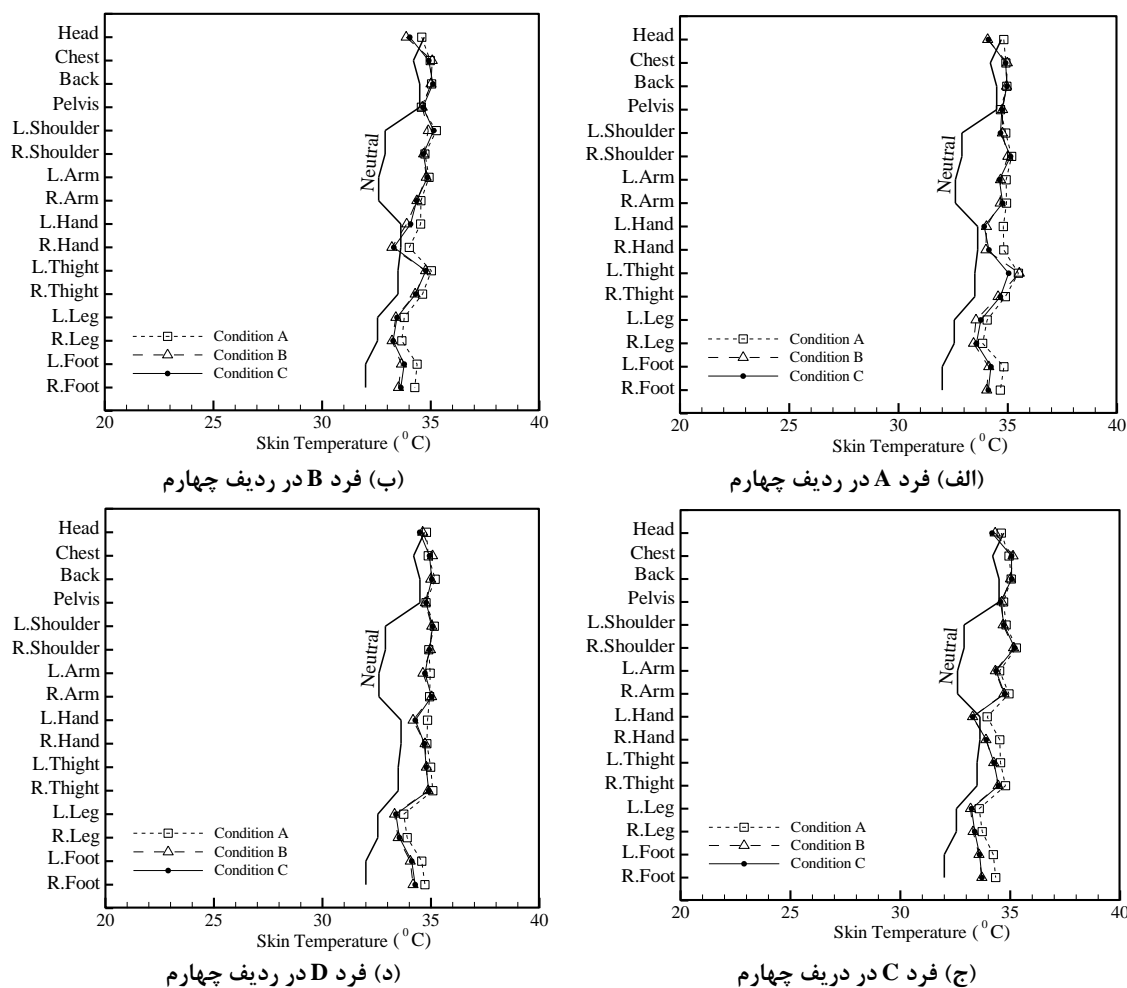 Head
Chest
Back
Pelvis
L.Shoulder
R.Shoulder
L.Arm
R.Arm
L.Hand
R.Hand
L.Thight
R.Thight
L.Leg
R.Leg
L.Foot
R.Foot
Neutral
Condition A
Condition B
Condition C
20 25 30 35 40
Skin Temperature ( ⁰C)
(الف) فرد A در ردیف چهارم
Head
Chest
Back
Pelvis
L.Shoulder
R.Shoulder
L.Arm
R.Arm
L.Hand
R.Hand
L.Thight
R.Thight
L.Leg
R.Leg
L.Foot
R.Foot
Neutral
Condition A
Condition B
Condition C
20 25 30 35 40
Skin Temperature ( ⁰C)
(ب) فرد B در ردیف چهارم
Head
Chest
Back
Pelvis
L.Shoulder
R.Shoulder
L.Arm
R.Arm
L.Hand
R.Hand
L.Thight
R.Thight
L.Leg
R.Leg
L.Foot
R.Foot
Neutral
Condition A
Condition B
Condition C
20 25 30 35 40
Skin Temperature ( ⁰C)
(ج) فرد C در دریف چهارم
Head
Chest
Back
Pelvis
L.Shoulder
R.Shoulder
L.Arm
R.Arm
L.Hand
R.Hand
L.Thight
R.Thight
L.Leg
R.Leg
L.Foot
R.Foot
Neutral
Condition A
Condition B
Condition C
20 25 30 35 40
Skin Temperature ( ⁰C)
(د) فرد D در ردیف چهارم